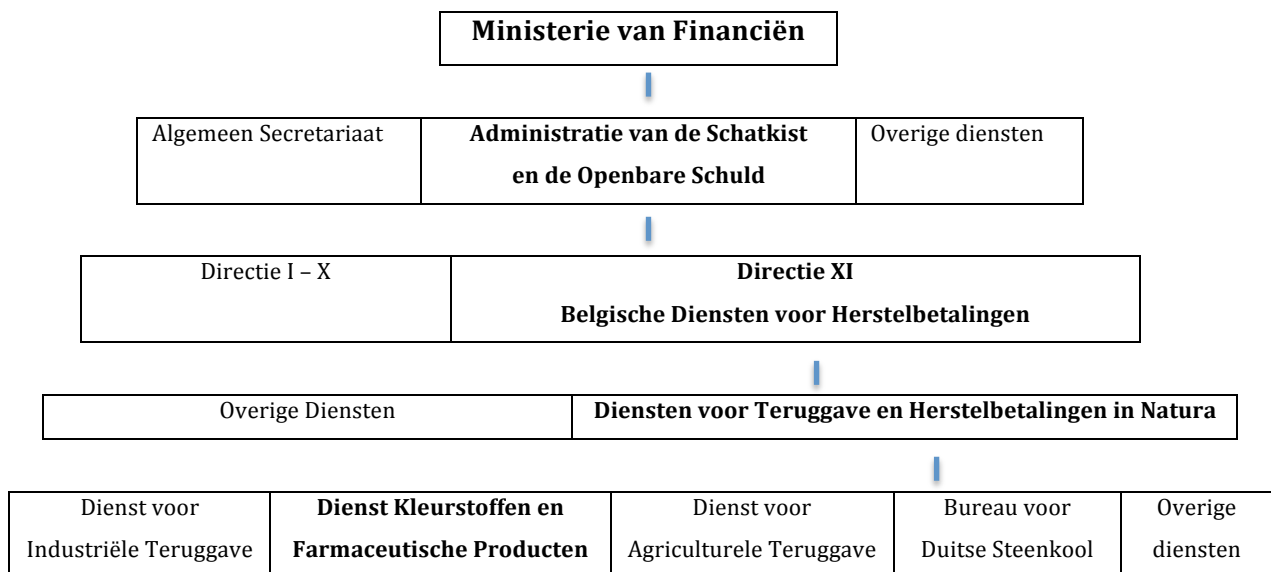 Ministerie van Financiën
Algemeen Secretariaat
Administratie van de Schatkist
en de Openbare Schuld
Overige diensten
Directie I – X
Directie XI
Belgische Diensten voor Herstelbetalingen
Overige Diensten
Diensten voor Teruggave en Herstelbetalingen in Natura
Dienst voor
Industriële Teruggave
Dienst Kleurstoffen en
Farmaceutische Producten
Dienst voor
Agriculturele Teruggave
Bureau voor
Duitse Steenkool
Overige
diensten